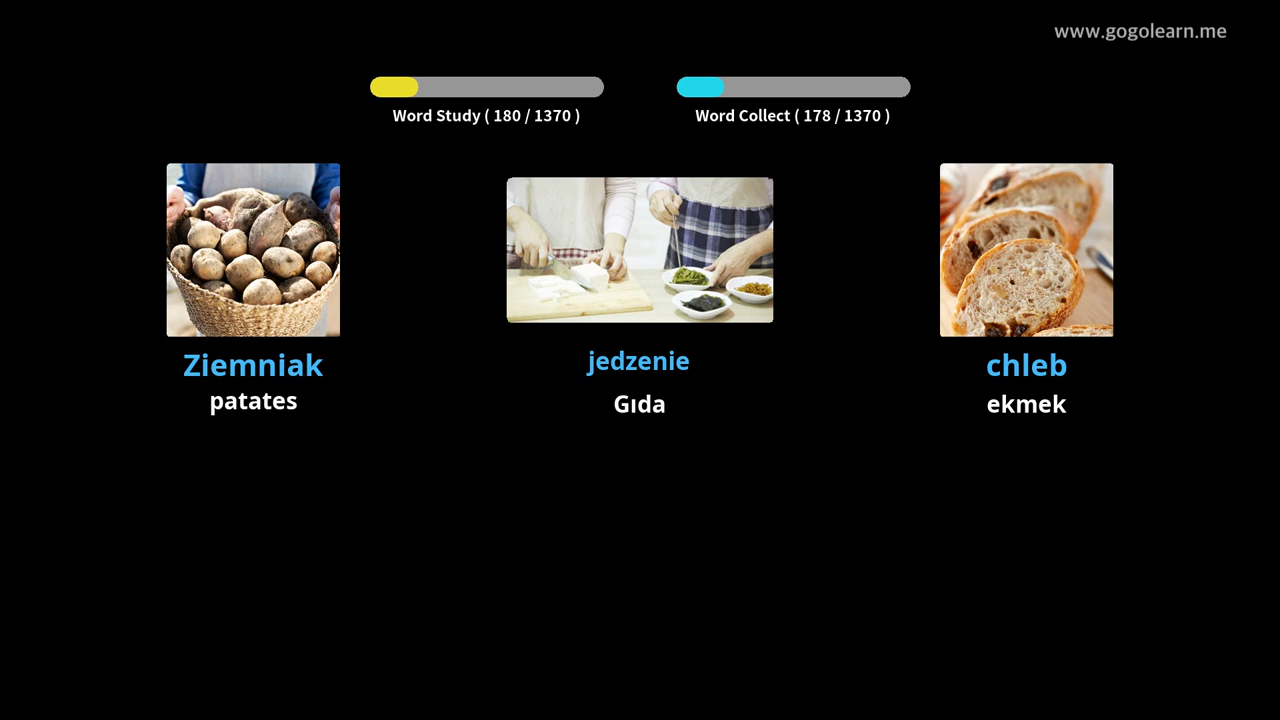 www.gogolearn.me
Word Study ( 180 / 1370 )
Word Collect ( 178 / 1370 )
Ziemniak
patates
jedzenie
Gıda
chleb
ekmek